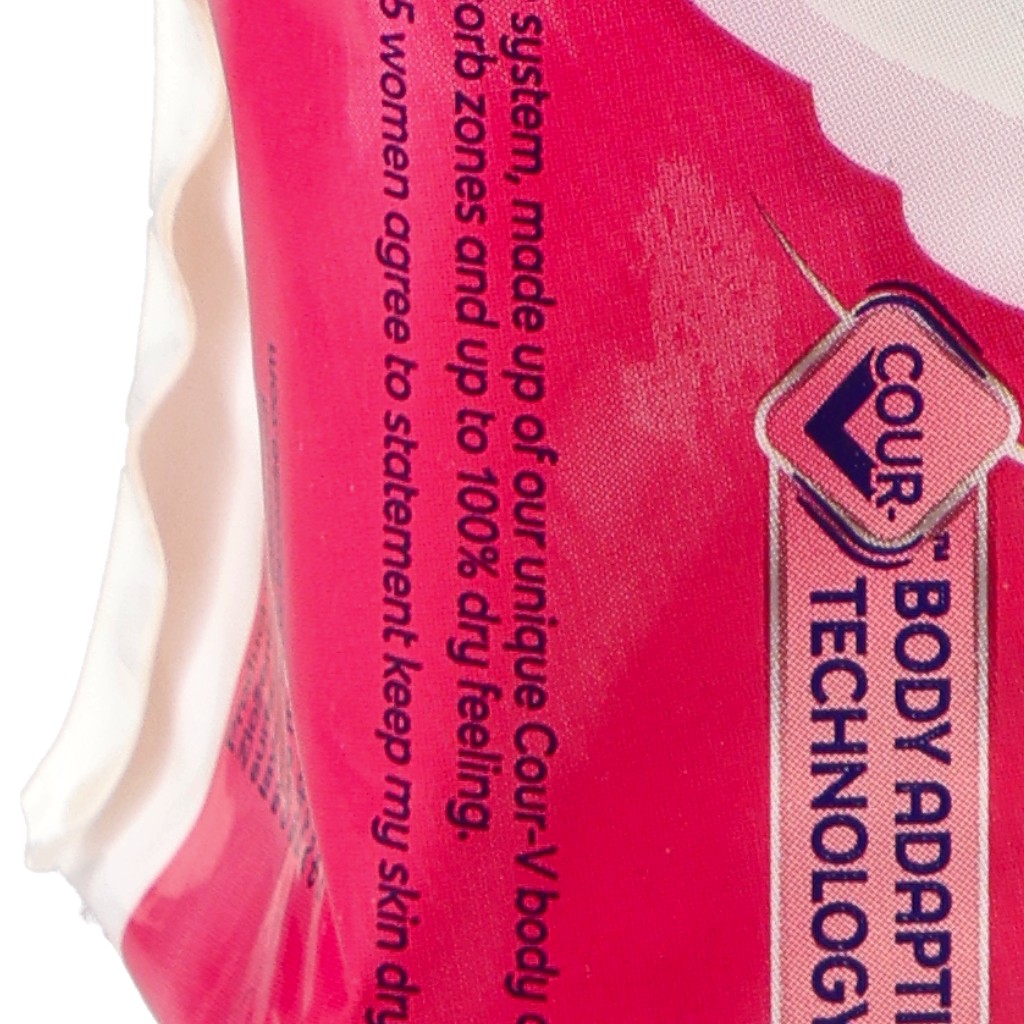 COUR-
™ BODY ADAPTI
TECHNOLOGY
system, made up of our unique Cour-V body
orb zones and up to 100% dry feeling.
5 women agree to statement keep my skin dry